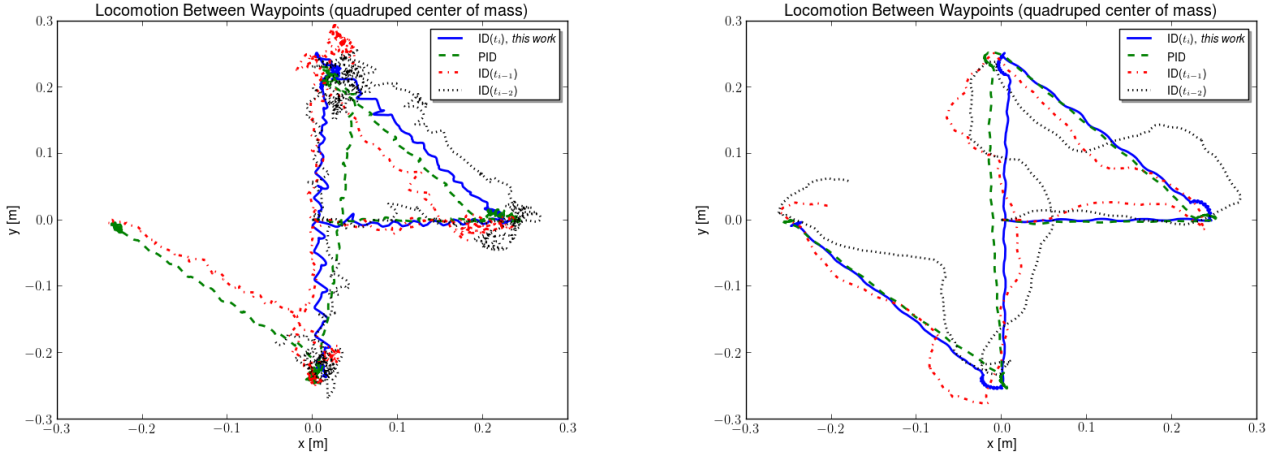 Locomotion Between Waypoints (quadruped center of mass)
0.3
0.2
0.1
0.0
−0.1
−0.2
−0.3
y [m]
−0.3
−0.2
−0.1
0.0
0.1
0.2
0.3
x [m]
ID(tᵢ), this work
PID
ID(tᵢ₋₁)
ID(tᵢ₋₂)
Locomotion Between Waypoints (quadruped center of mass)
0.3
0.2
0.1
0.0
−0.1
−0.2
−0.3
y [m]
−0.3
−0.2
−0.1
0.0
0.1
0.2
0.3
x [m]
ID(tᵢ), this work
PID
ID(tᵢ₋₁)
ID(tᵢ₋₂)